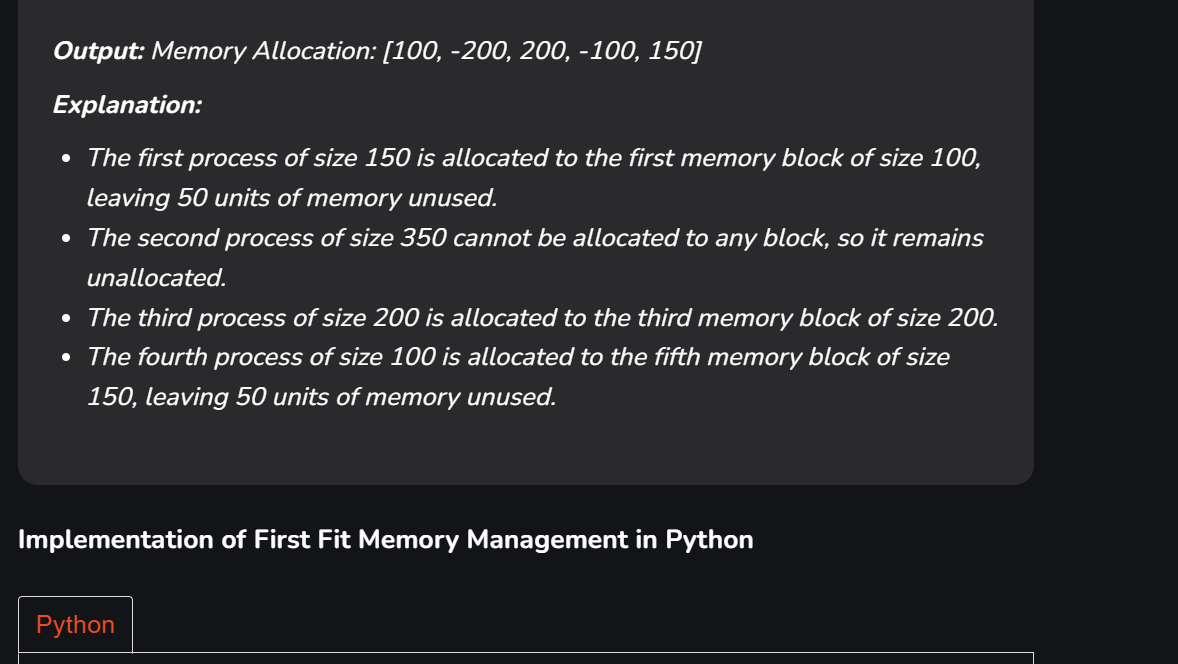 Output: Memory Allocation: [100, -200, 200, -100, 150]
Explanation:
• The first process of size 150 is allocated to the first memory block of size 100,
leaving 50 units of memory unused.
• The second process of size 350 cannot be allocated to any block, so it remains
unallocated.
• The third process of size 200 is allocated to the third memory block of size 200.
• The fourth process of size 100 is allocated to the fifth memory block of size
150, leaving 50 units of memory unused.
Implementation of First Fit Memory Management in Python
Python